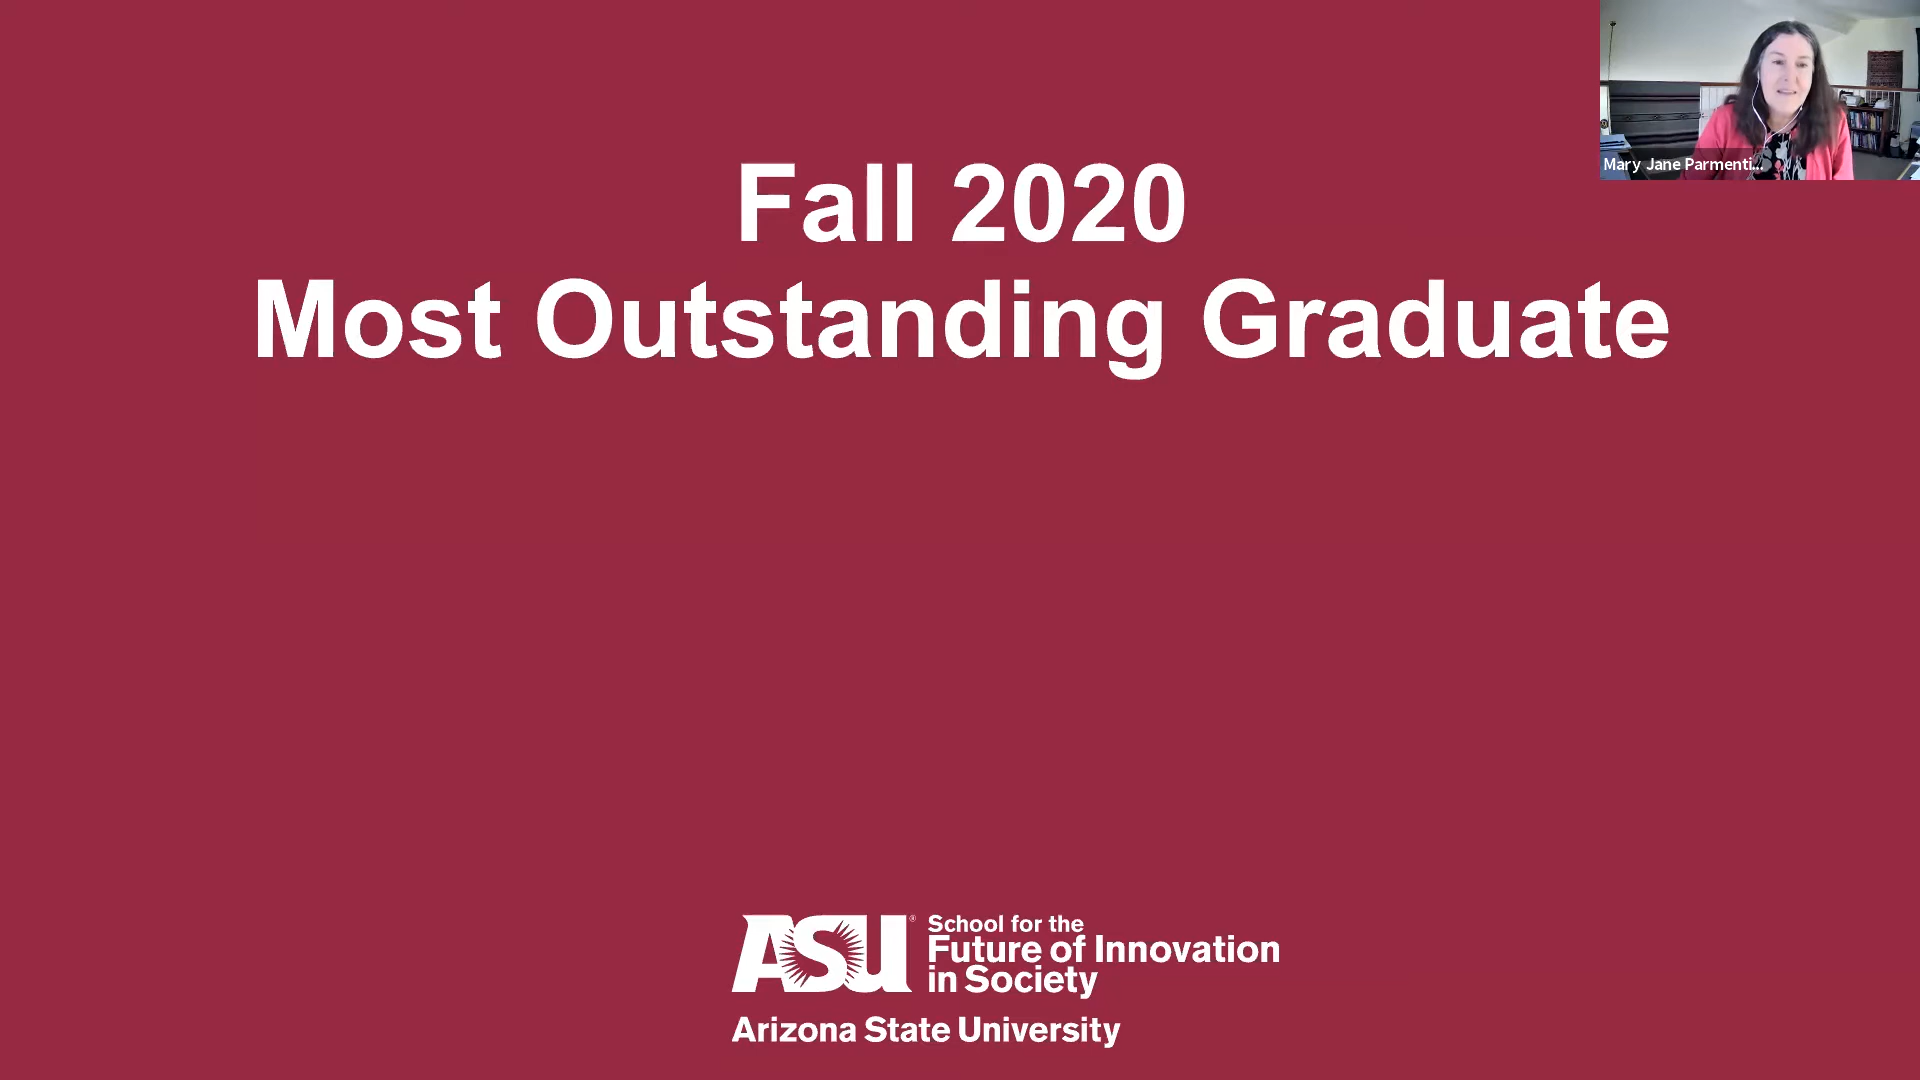 Fall 2020
Most Outstanding Graduate
Mary Jane Parmenti...
ASU® School for the
Future of Innovation
in Society
Arizona State University